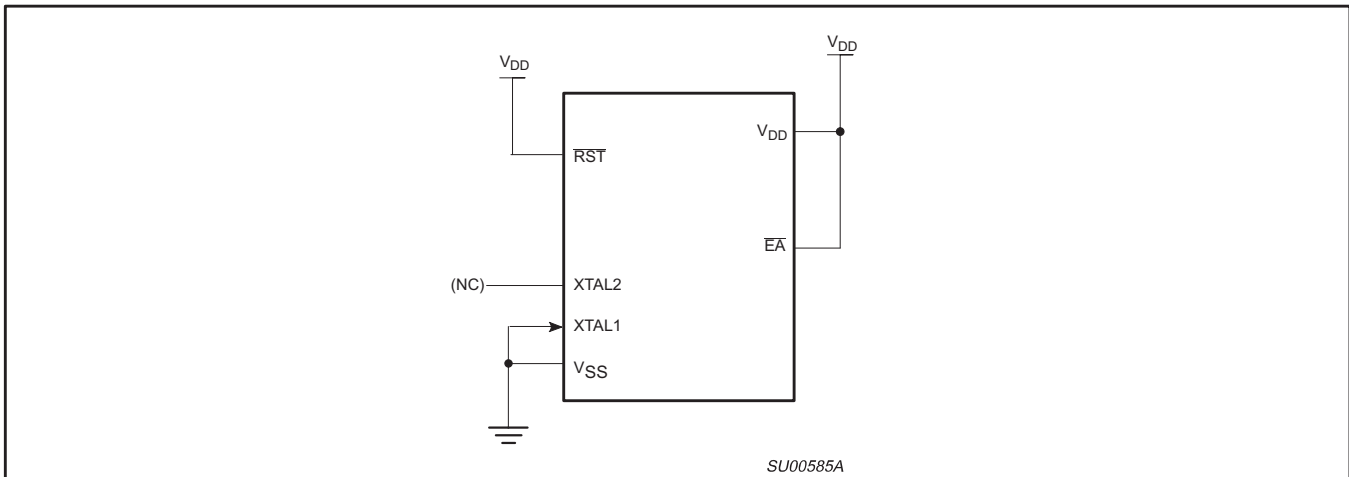 VDD
VDD
VDD
RST
EA
(NC)
XTAL2
XTAL1
VSS
SU00585A